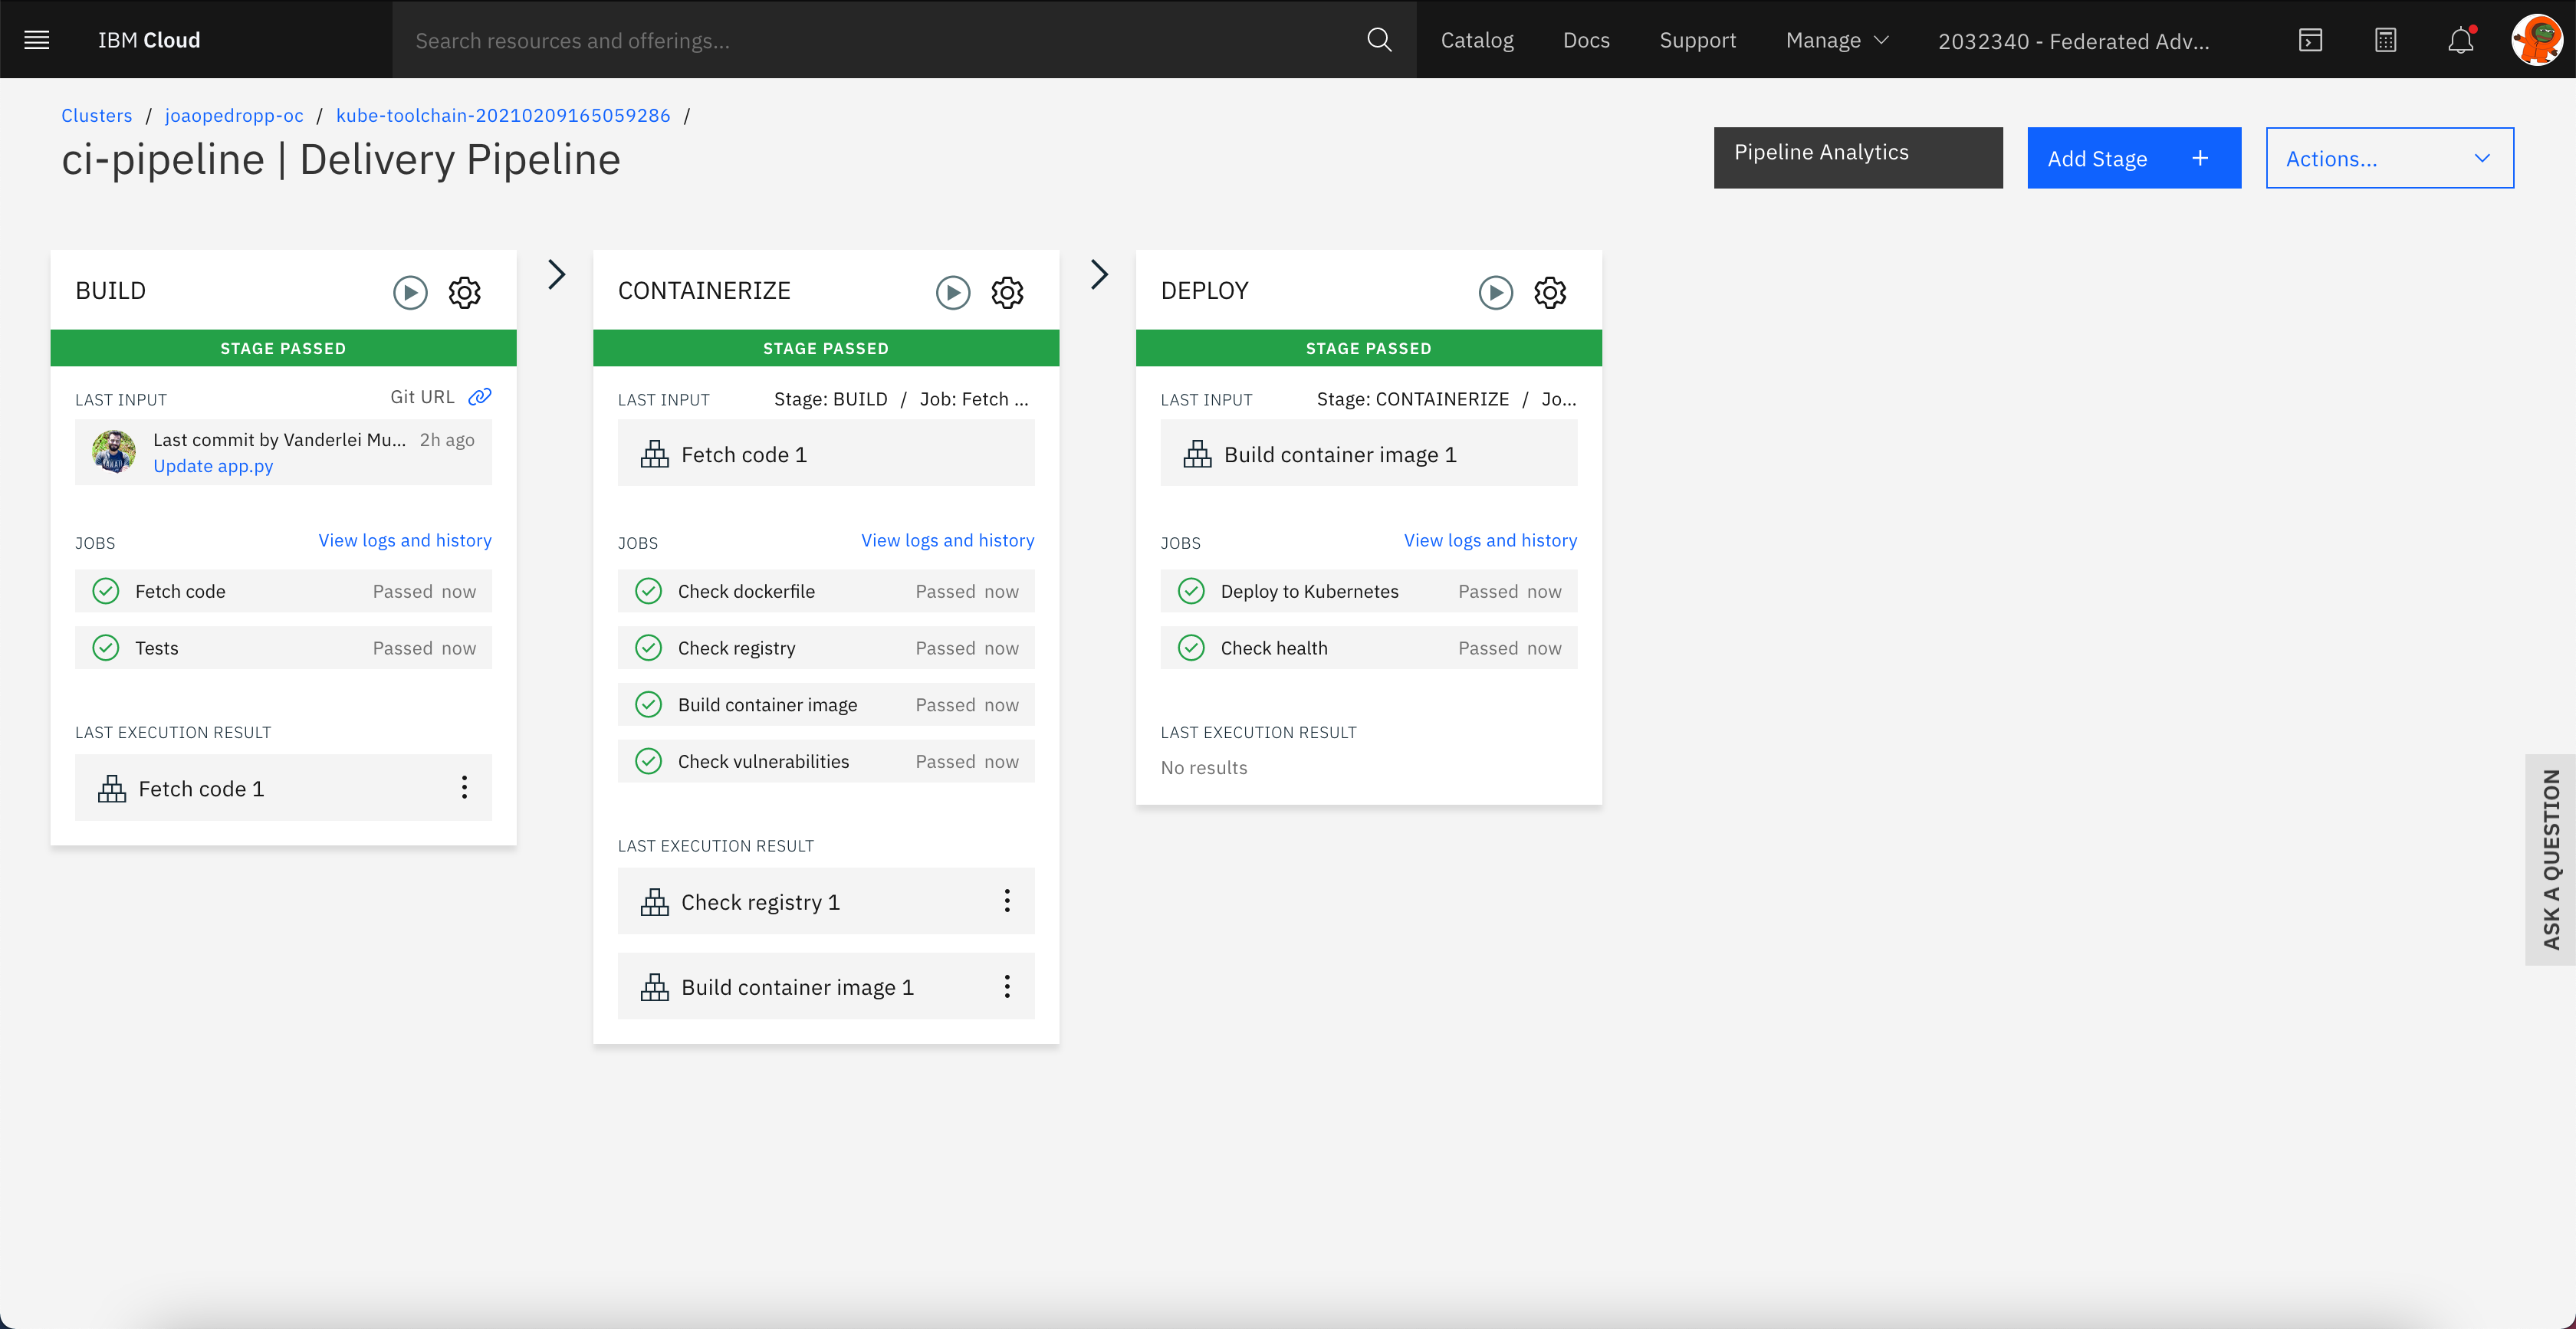 IBM Cloud
Search resources and offerings...
Catalog
Docs
Support
Manage
2032340 - Federated Adv...
Clusters / joaopedropp-oc / kube-toolchain-20210209165059286 /
ci-pipeline | Delivery Pipeline
Pipeline Analytics
Add Stage +
Actions...
BUILD
STAGE PASSED
LAST INPUT
Git URL
Last commit by Vanderlei Mu... 2h ago
Update app.py
JOBS
View logs and history
Fetch code Passed now
Tests Passed now
LAST EXECUTION RESULT
Fetch code 1
CONTAINERIZE
STAGE PASSED
LAST INPUT
Stage: BUILD / Job: Fetch ...
Fetch code 1
JOBS
View logs and history
Check dockerfile Passed now
Check registry Passed now
Build container image Passed now
Check vulnerabilities Passed now
LAST EXECUTION RESULT
Check registry 1
Build container image 1
DEPLOY
STAGE PASSED
LAST INPUT
Stage: CONTAINERIZE / Jo...
Build container image 1
JOBS
View logs and history
Deploy to Kubernetes Passed now
Check health Passed now
LAST EXECUTION RESULT
No results
ASK A QUESTION